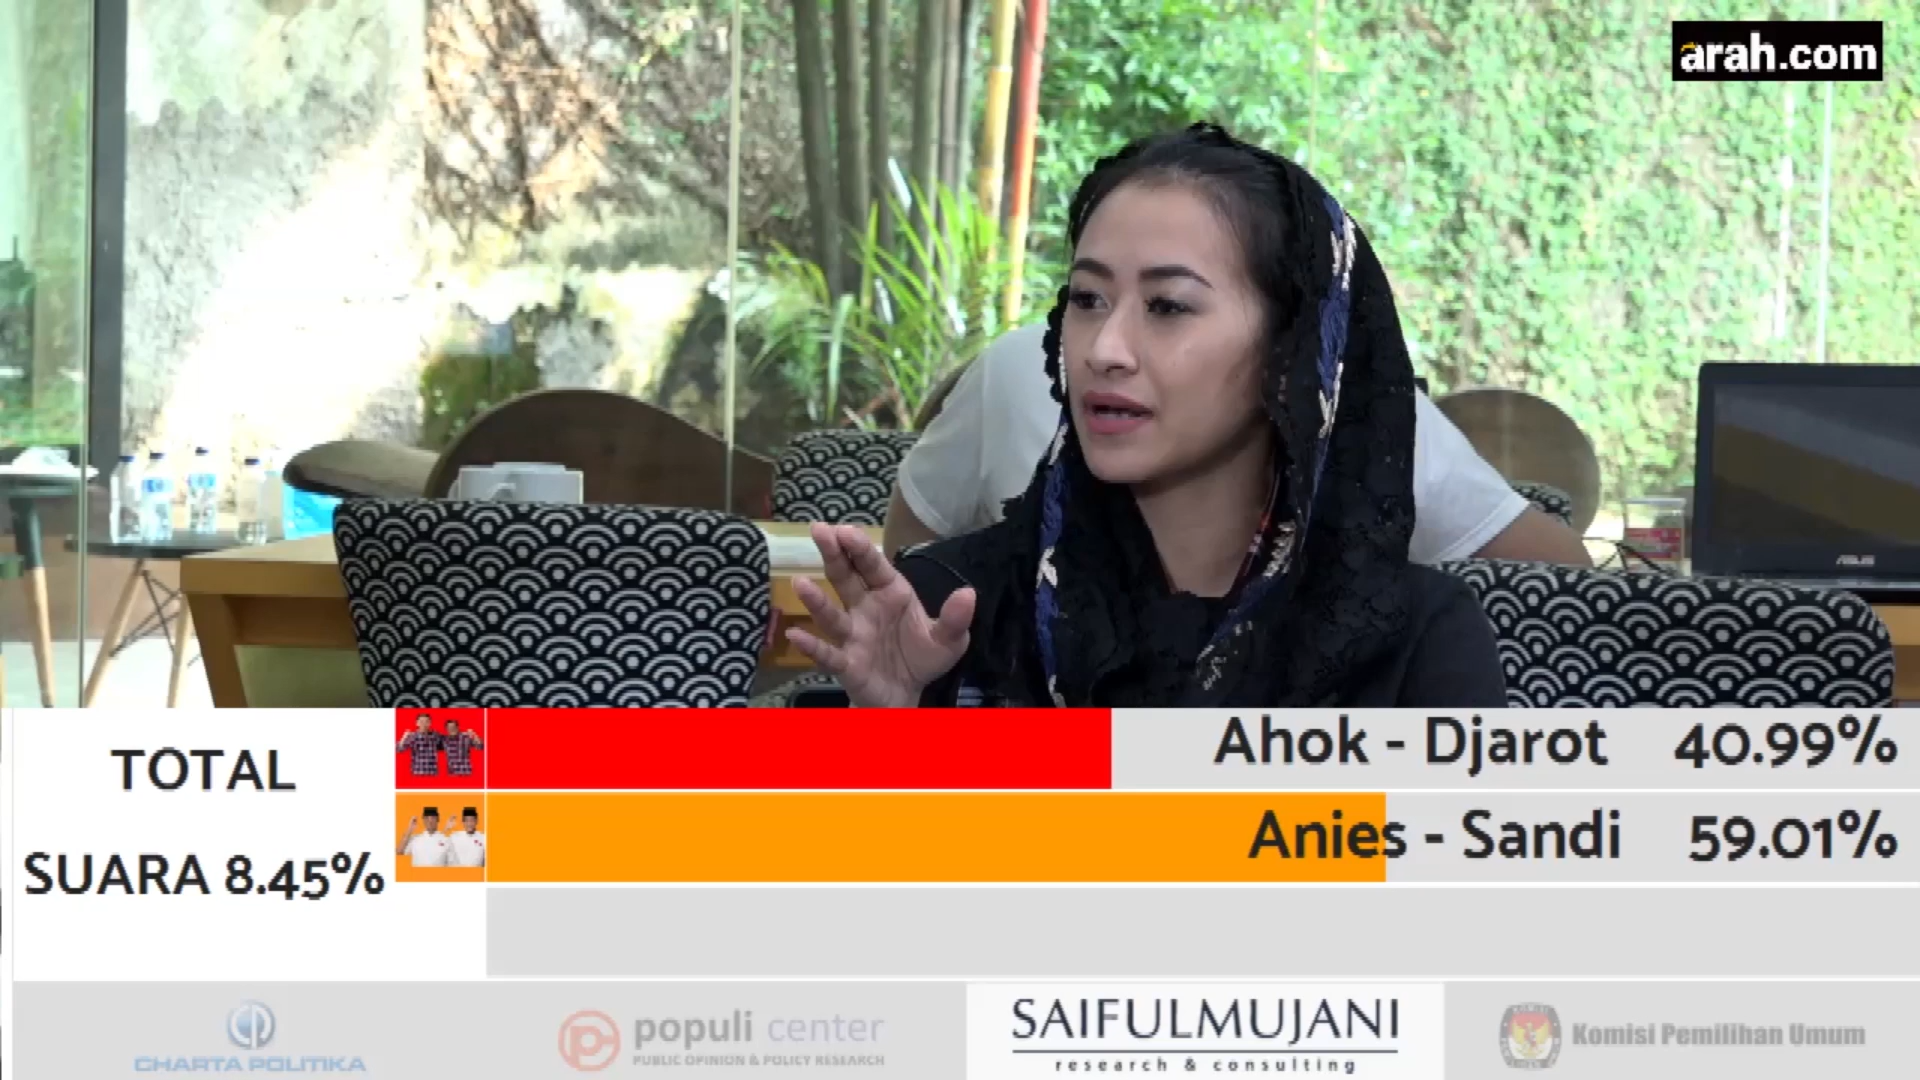 arah.com
ASUS
TOTAL
SUARA 8.45%
Ahok - Djarot 40.99%
Anies - Sandi 59.01%
CHARTA POLITIKA
populi center
PUBLIC OPINION & POLICY RESEARCH
SAIFULMUJANI
research & consulting
Komisi Pemilihan Umum